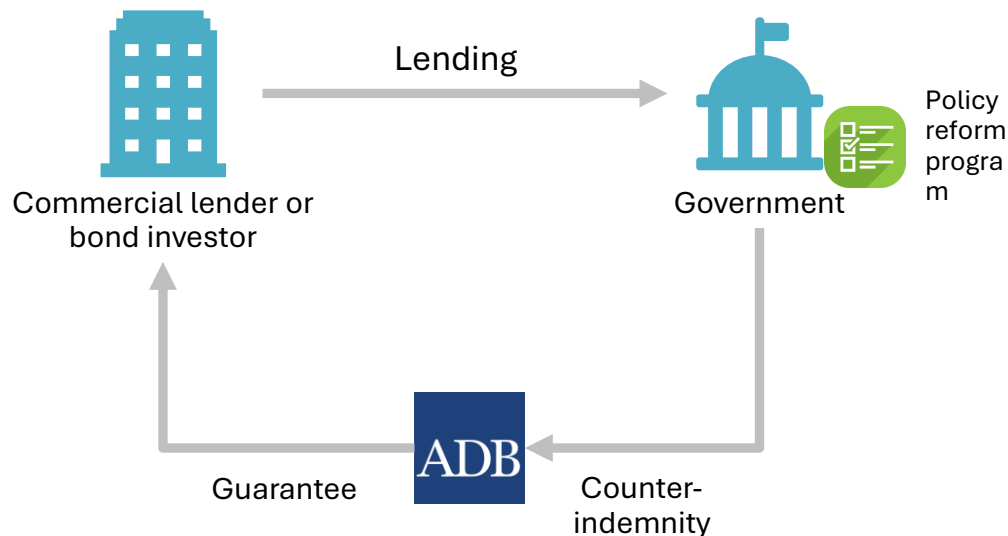 Lending
Policy
reform
progra
m
Commercial lender or
bond investor
Government
ADB
Guarantee
Counter-
indemnity